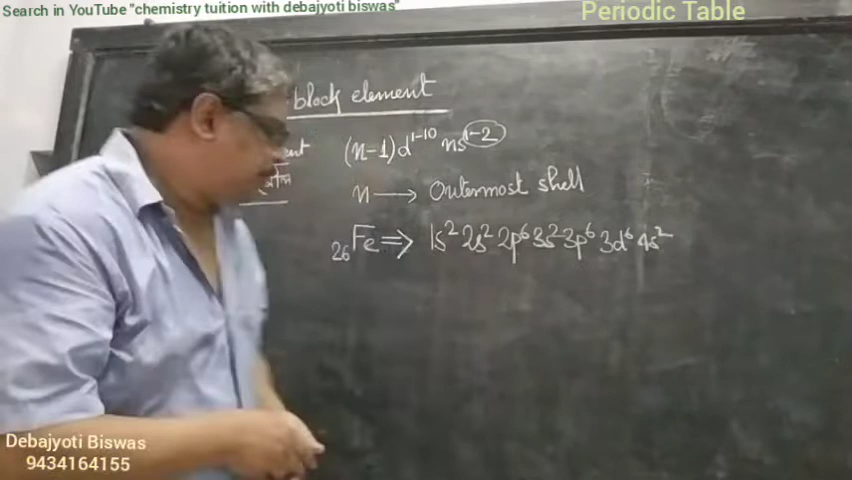 Search in YouTube "chemistry tuition with debajyoti biswas"
Periodic Table
block element
(n-1)d¹⁻¹⁰ ns¹⁻²
n → Outermost shell
₂₆Fe ⇒ 1s² 2s² 2p⁶ 3s² 3p⁶ 3d⁶ 4s²
Debajyoti Biswas
9434164155